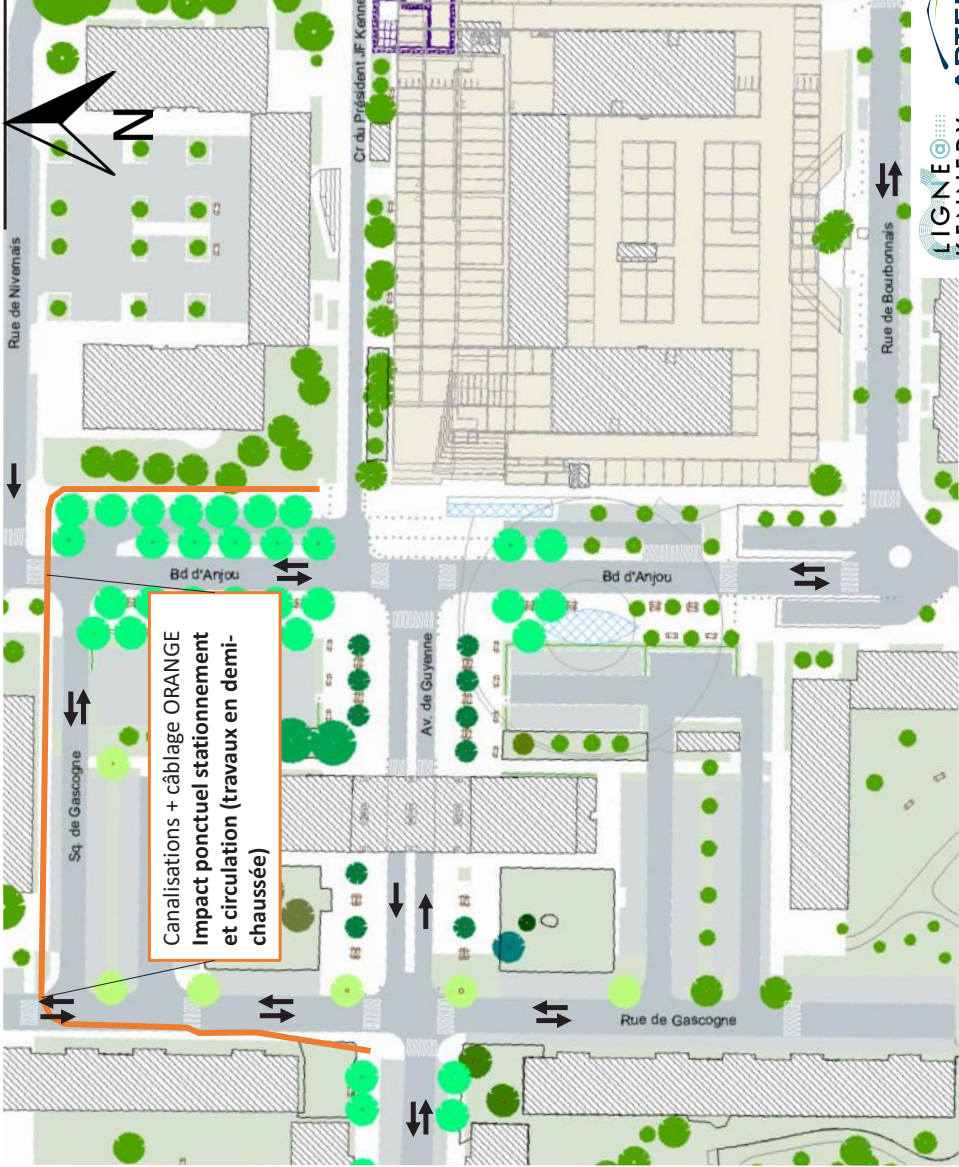 Cr du Président JF Kenne
N
Rue de Nivernais
Bd d'Anjou
Bd d'Anjou
Canalisations + câblage ORANGE
Impact ponctuel stationnement
et circulation (travaux en demi-
chaussée)
Sq. de Gascogne
Av. de Guyenne
Rue de Bourbonnais
Rue de Gascogne
LIGNE